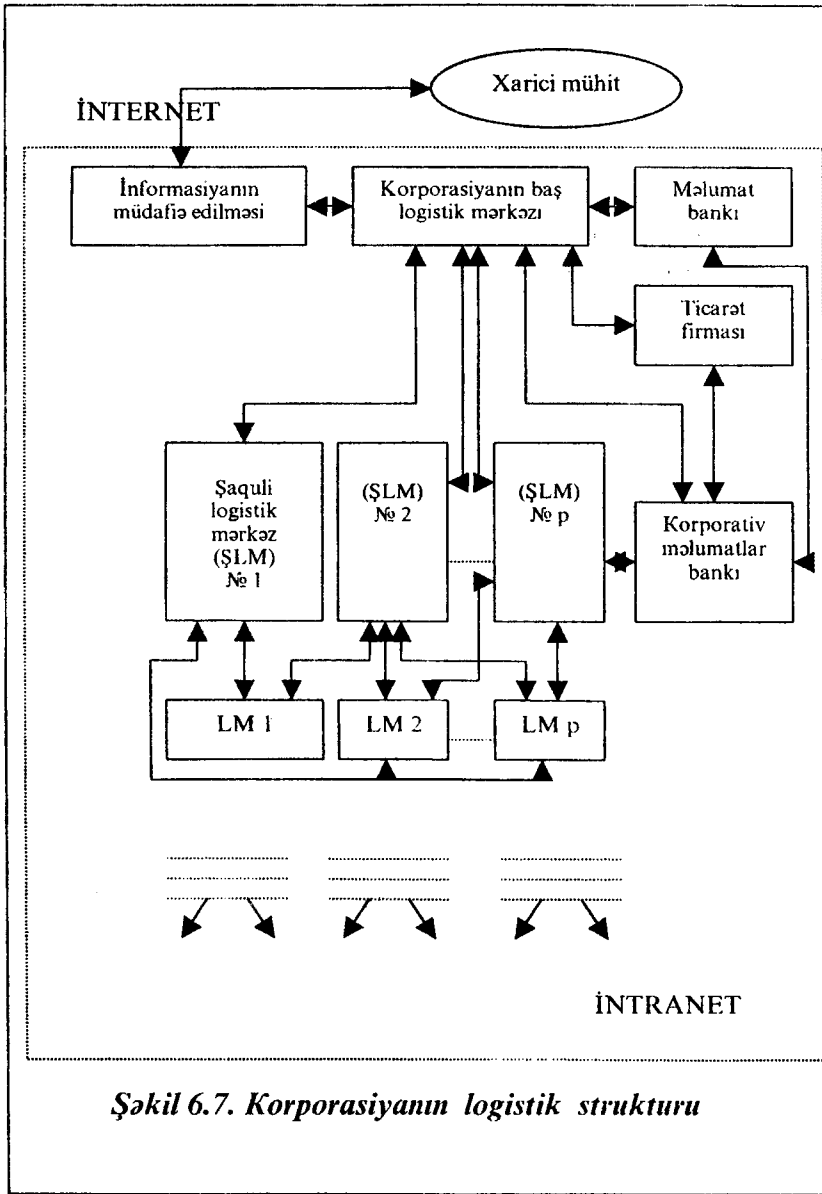 Xarici mühit
İNTERNET
İnformasiyanın
müdafiə edilməsi
Korporasiyanın baş
logistik mərkəzı
Məlumat
bankı
Ticarət
firması
Şaquli
logistik
mərkəz
(ŞLM)
№ 1
(ŞLM)
№ 2
(ŞLM)
№ p
Korporativ
məlumatlar
bankı
LM 1
LM 2
LM p
İNTRANET
Şəkil 6.7. Korporasiyanın logistik strukturu